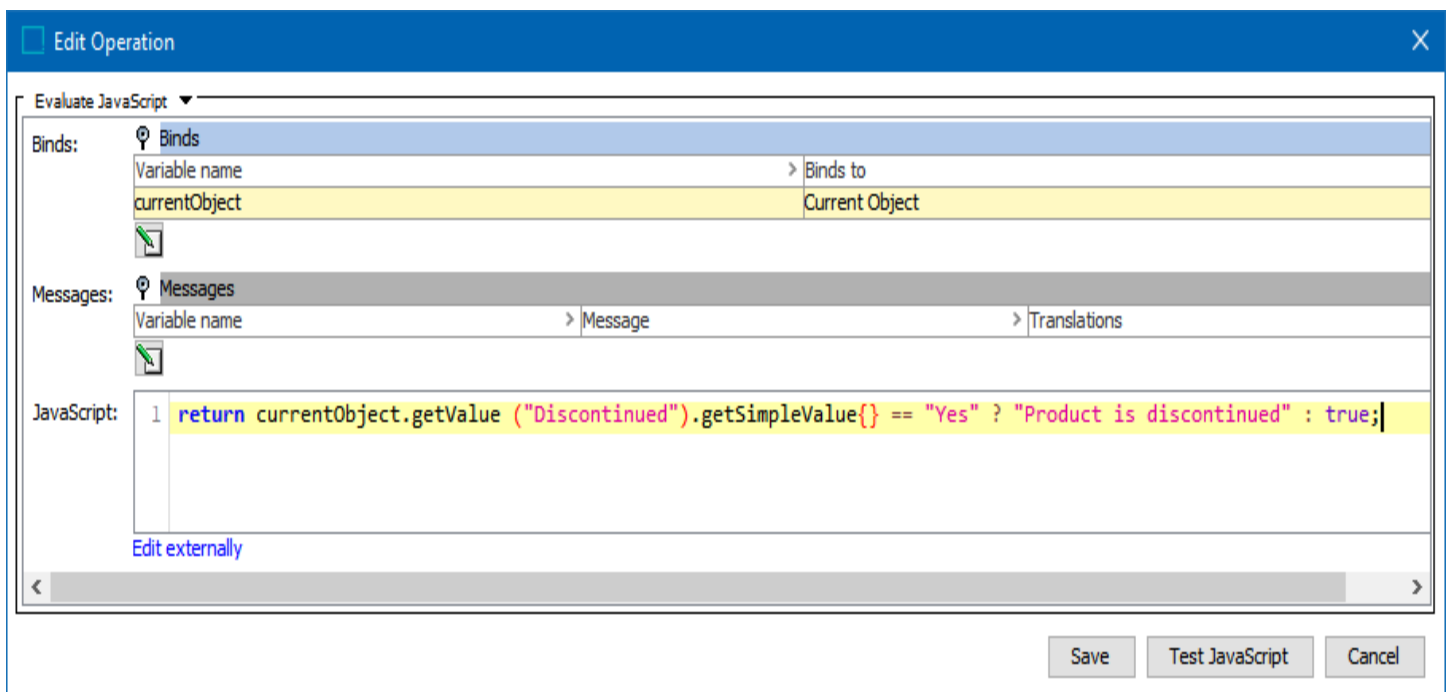 Edit Operation
Evaluate JavaScript
Binds:
Binds
Variable name > Binds to
currentObject Current Object
Messages:
Messages
Variable name > Message > Translations
JavaScript:
1 return currentObject.getValue ("Discontinued").getSimpleValue{} == "Yes" ? "Product is discontinued" : true;
Edit externally
Save Test JavaScript Cancel